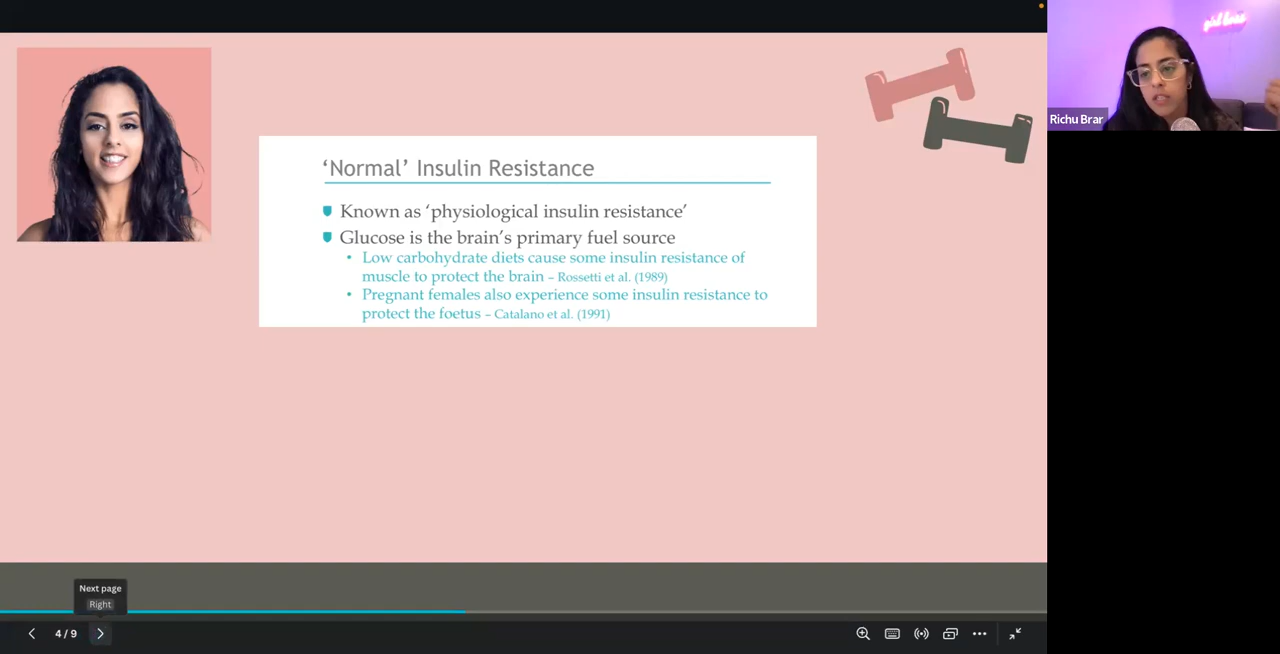 girl boss
Richu Brar
‘Normal’ Insulin Resistance
Known as ‘physiological insulin resistance’
Glucose is the brain’s primary fuel source
• Low carbohydrate diets cause some insulin resistance of
muscle to protect the brain – Rossetti et al. (1989)
• Pregnant females also experience some insulin resistance to
protect the foetus – Catalano et al. (1991)
Next page
Right
4 / 9